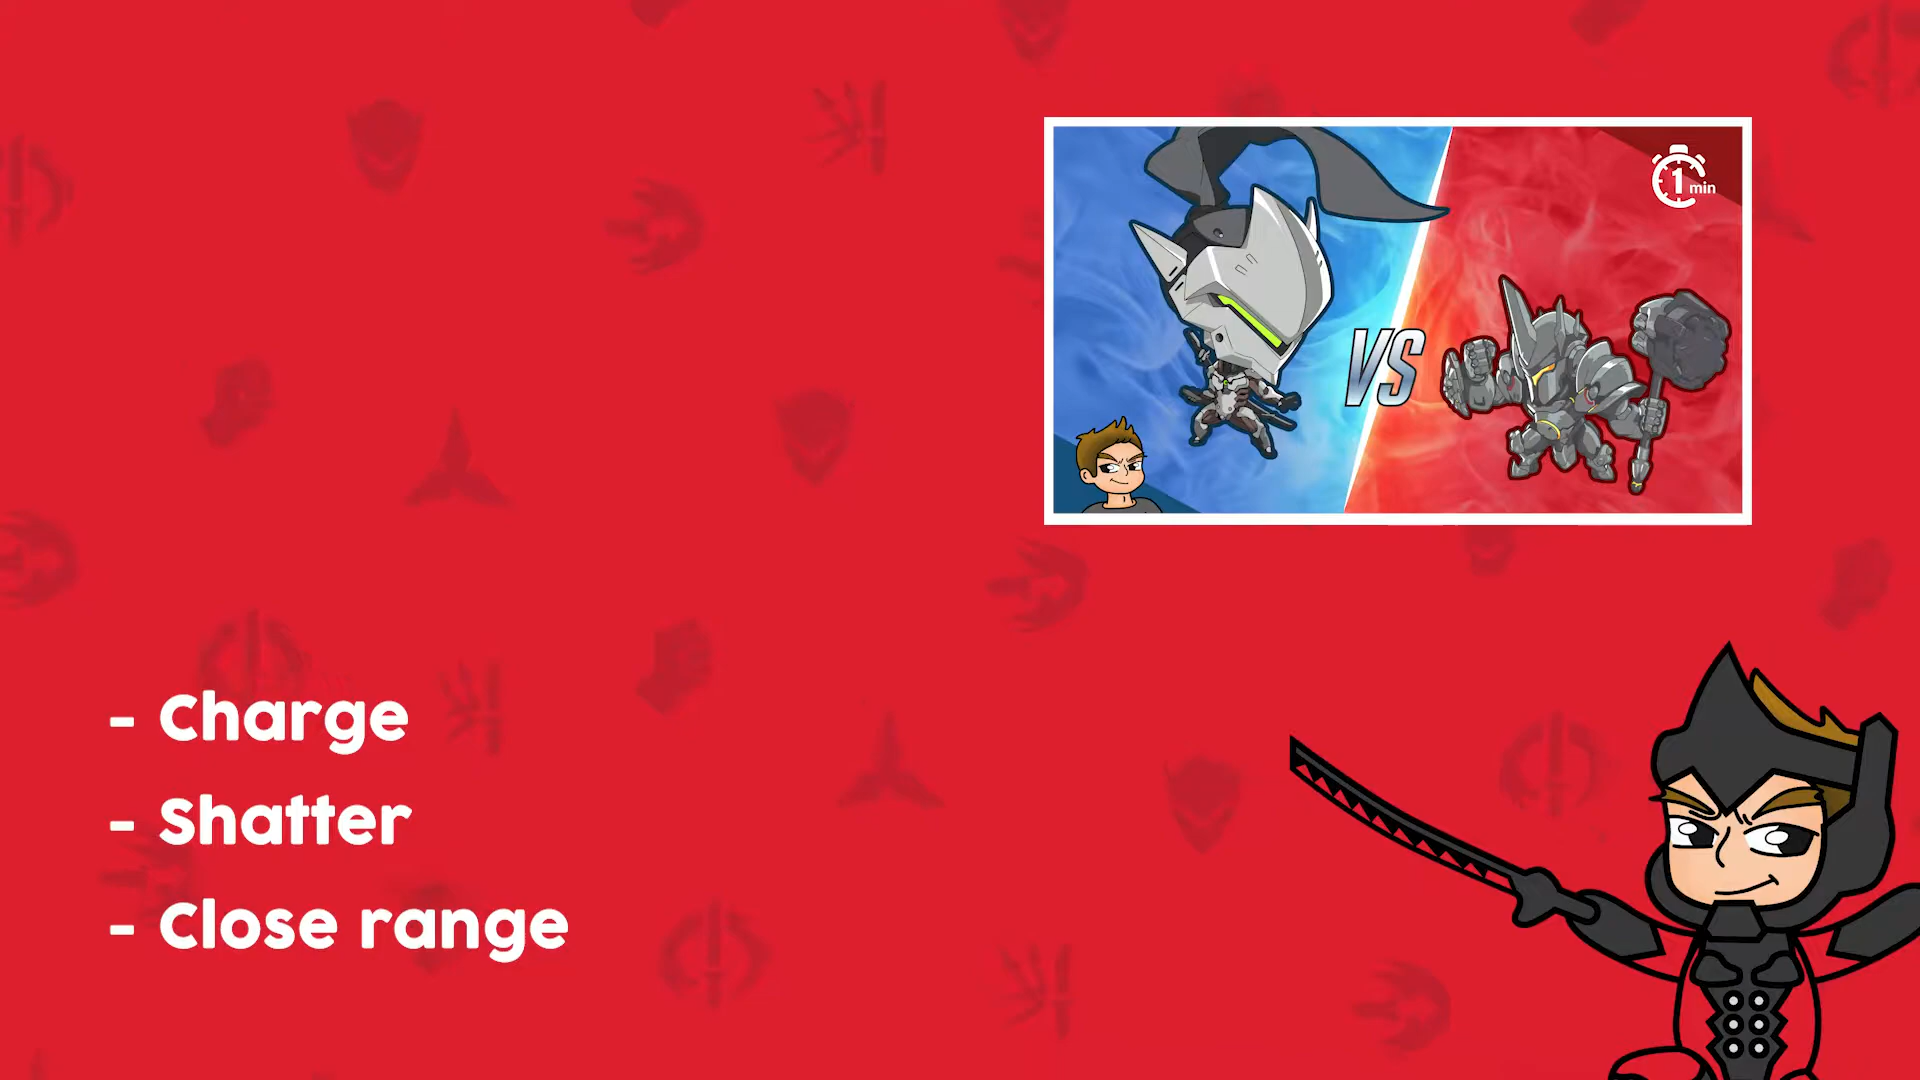 1 min
VS
- Charge
- Shatter
- Close range